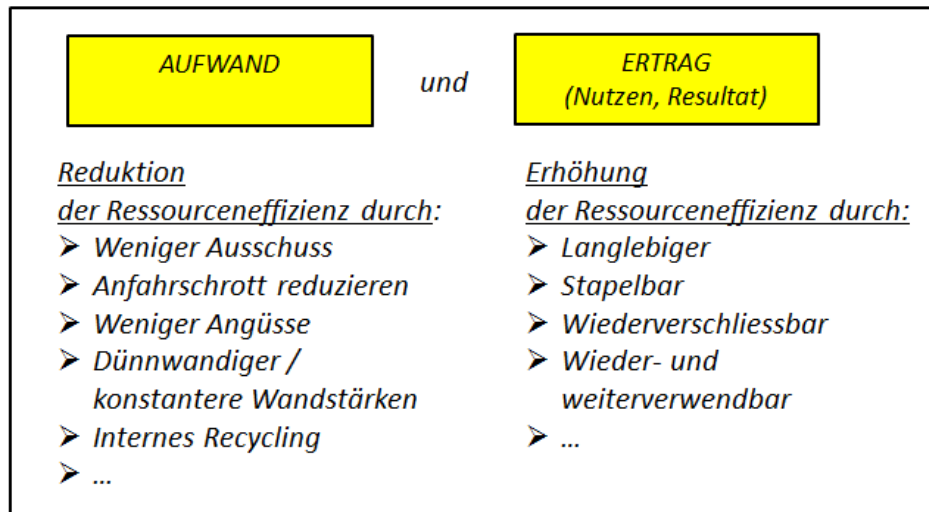 AUFWAND
und
ERTRAG
(Nutzen, Resultat)
Reduktion
der Ressourceneffizienz durch:
➢ Weniger Ausschuss
➢ Anfahrschrott reduzieren
➢ Weniger Angüsse
➢ Dünnwandiger /
konstantere Wandstärken
➢ Internes Recycling
➢ ...
Erhöhung
der Ressourceneffizienz durch:
➢ Langlebiger
➢ Stapelbar
➢ Wiederverschliessbar
➢ Wieder- und
weiterverwendbar
➢ ...